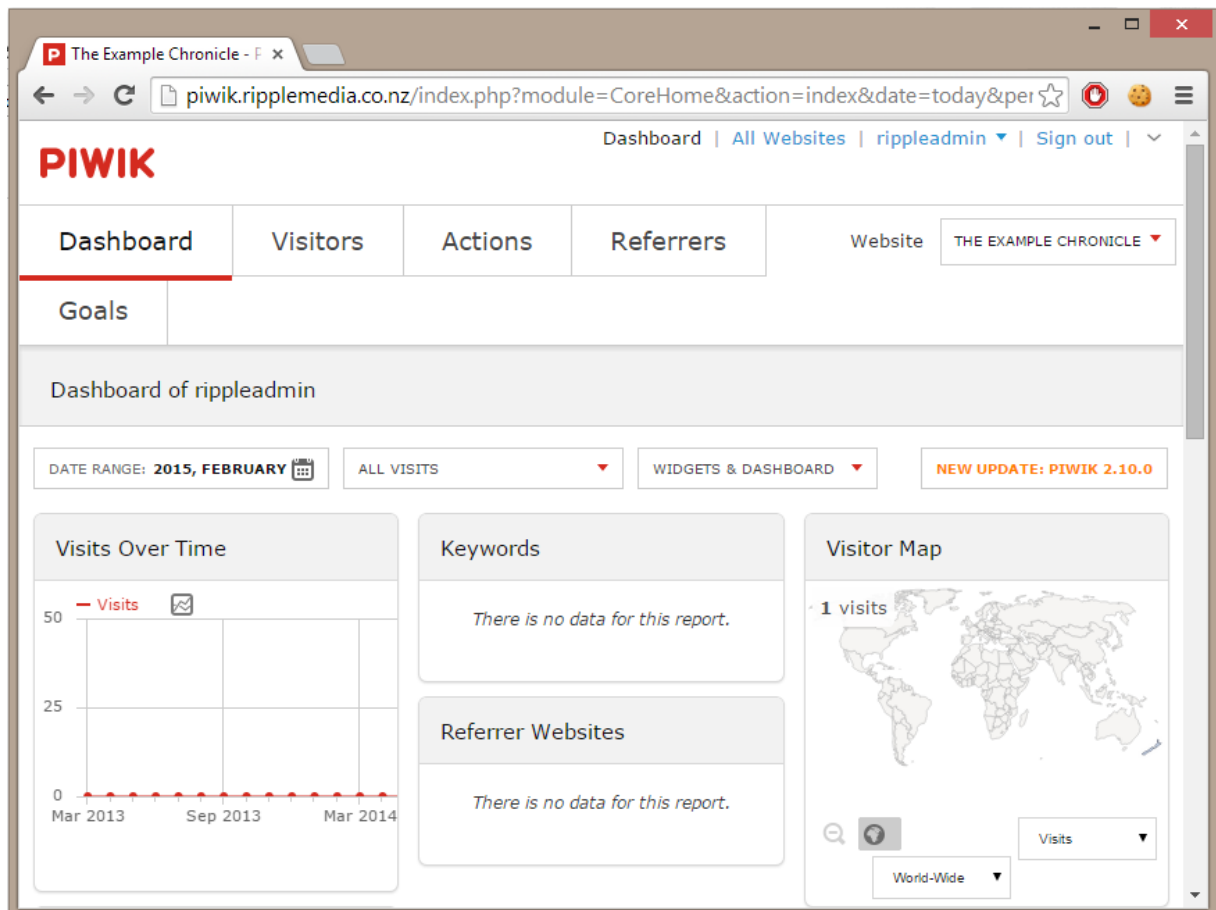 The Example Chronicle - P
piwik.ripplemedia.co.nz/index.php?module=CoreHome&action=index&date=today&per
Dashboard | All Websites | rippleadmin | Sign out |
PIWIK
Dashboard Visitors Actions Referrers Website THE EXAMPLE CHRONICLE
Goals
Dashboard of rippleadmin
DATE RANGE: 2015, FEBRUARY ALL VISITS WIDGETS & DASHBOARD NEW UPDATE: PIWIK 2.10.0
Visits Over Time
Visits
50
25
0
Mar 2013 Sep 2013 Mar 2014
Keywords
There is no data for this report.
Referrer Websites
There is no data for this report.
Visitor Map
1 visits
Visits
World-Wide